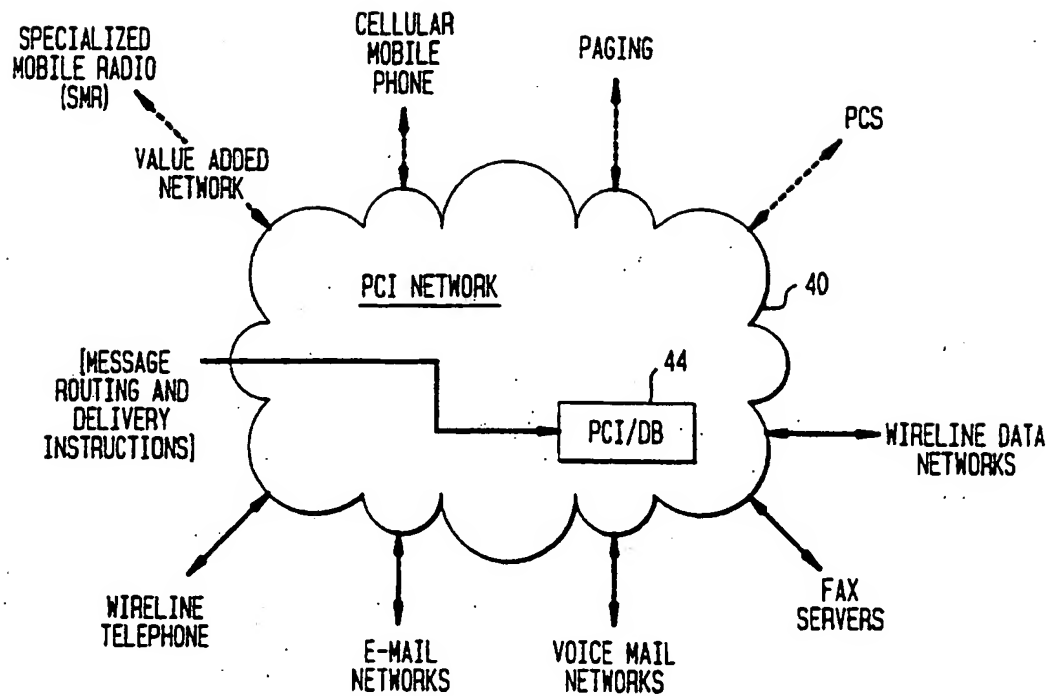 SPECIALIZED
MOBILE RADIO
(SMR)
CELLULAR
MOBILE
PHONE
PAGING
PCS
VALUE ADDED
NETWORK
PCI NETWORK
40
[MESSAGE
ROUTING AND
DELIVERY
INSTRUCTIONS]
44
PCI/DB
WIRELINE DATA
NETWORKS
WIRELINE
TELEPHONE
E-MAIL
NETWORKS
VOICE MAIL
NETWORKS
FAX
SERVERS